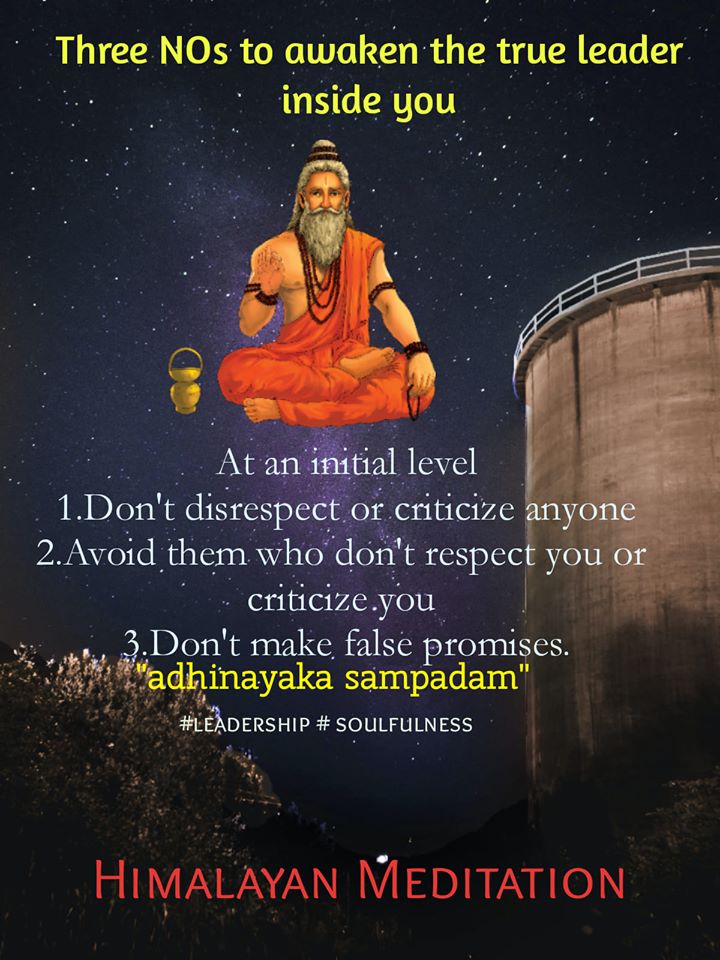 Three NOs to awaken the true leader
inside you
At an initial level
1.Don't disrespect or criticize anyone
2.Avoid them who don't respect you or
criticize you
3.Don't make false promises.
"adhinayaka sampadam"
#LEADERSHIP # SOULFULNESS
HIMALAYAN MEDITATION